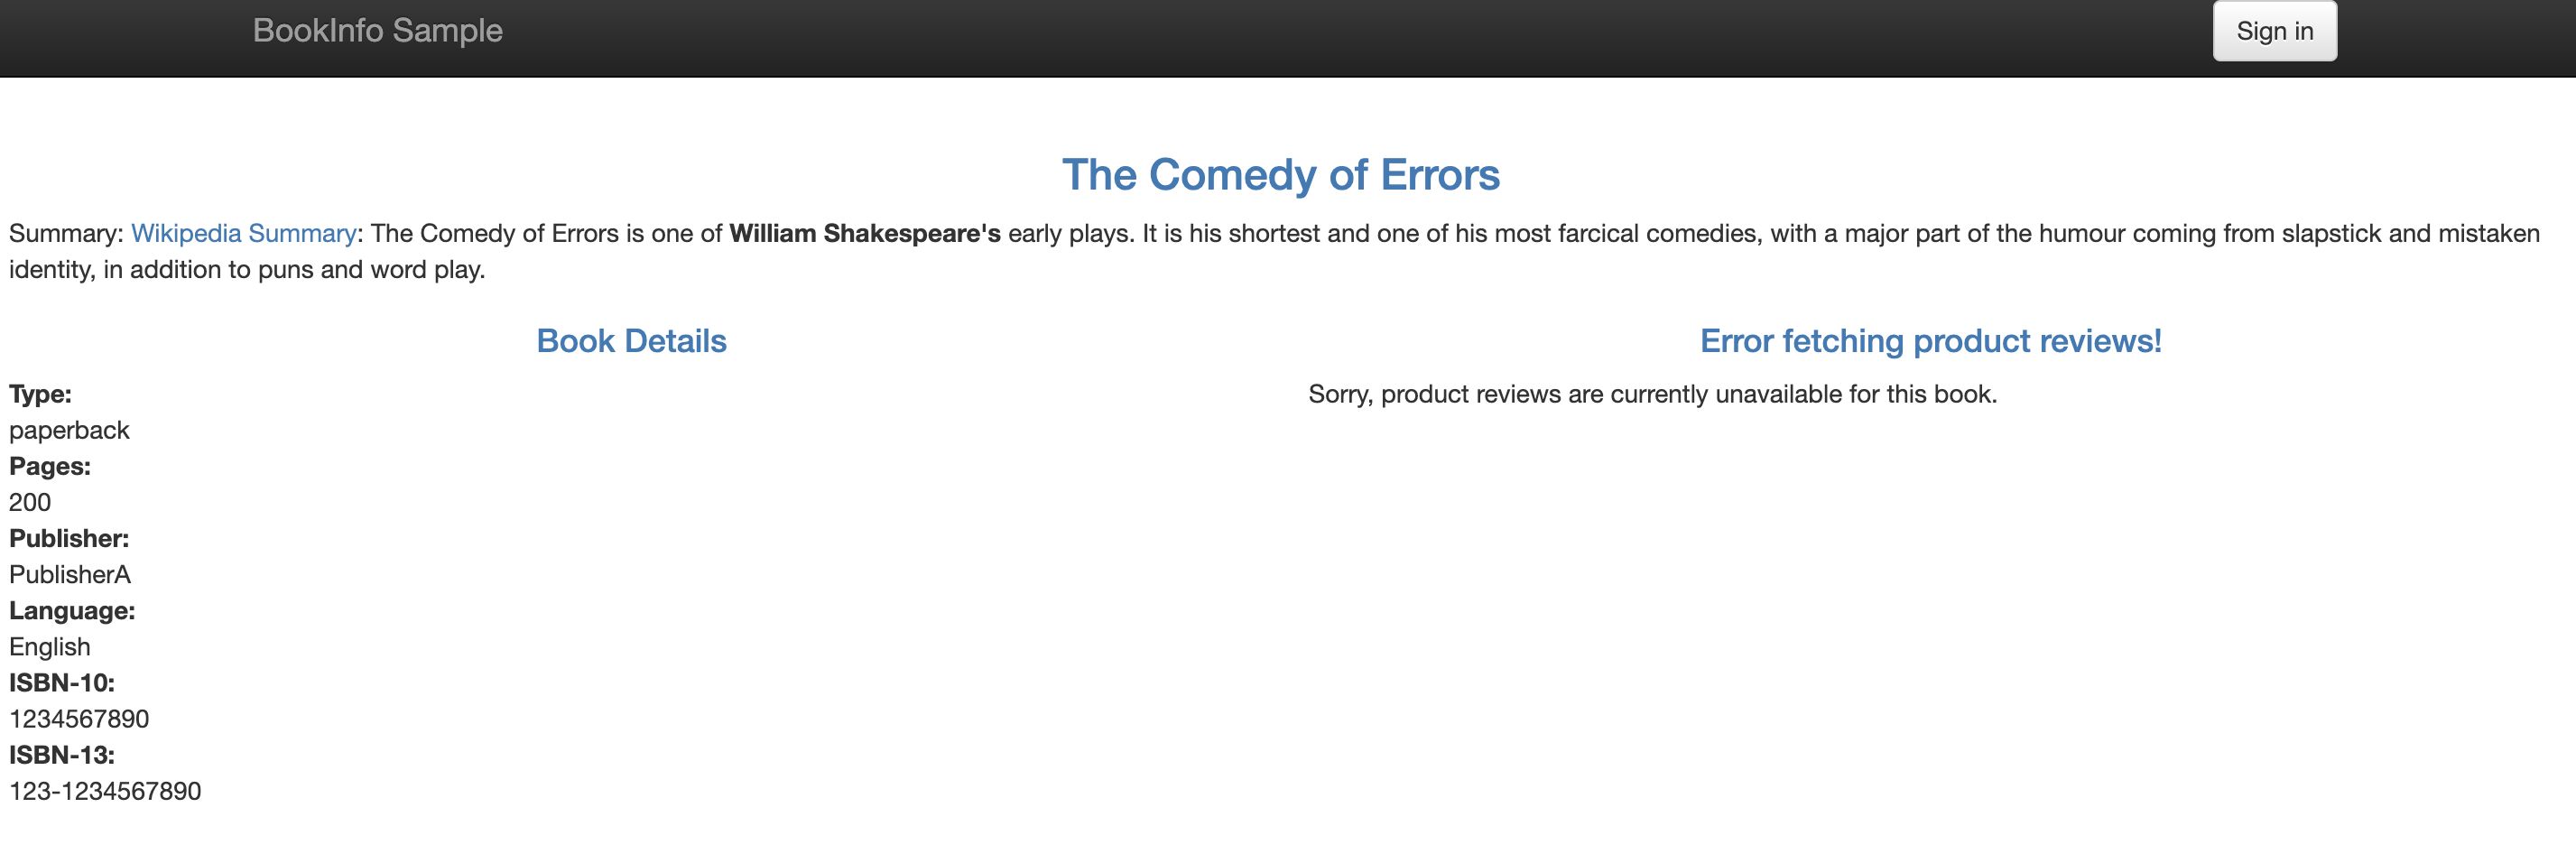 BookInfo Sample
Sign in
The Comedy of Errors
Summary: Wikipedia Summary: The Comedy of Errors is one of William Shakespeare's early plays. It is his shortest and one of his most farcical comedies, with a major part of the humour coming from slapstick and mistaken
identity, in addition to puns and word play.
Book Details
Type:
paperback
Pages:
200
Publisher:
PublisherA
Language:
English
ISBN-10:
1234567890
ISBN-13:
123-1234567890
Error fetching product reviews!
Sorry, product reviews are currently unavailable for this book.